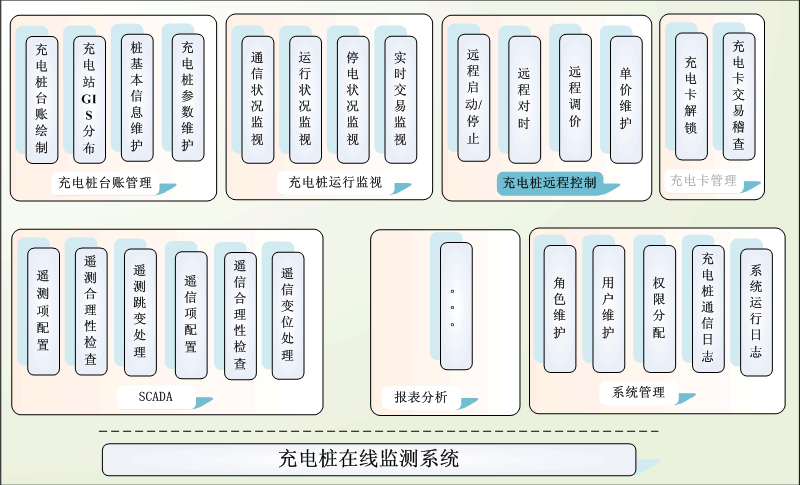 充电桩台账绘制
充电站GIS分布
桩基本信息维护
充电桩参数维护
充电桩台账管理
通信状况监视
运行状况监视
停电状况监视
实时交易监视
充电桩运行监视
远程启动/停止
远程对时
远程调价
单价维护
充电桩远程控制
充电卡解锁
充电卡交易稽查
充电卡管理
遥测项配置
遥测合理性检查
遥测跳变处理
遥信项配置
遥信合理性检查
遥信变位处理
SCADA
。。。
报表分析
角色维护
用户维护
权限分配
充电桩通信日志
系统运行日志
系统管理
充电桩在线监测系统